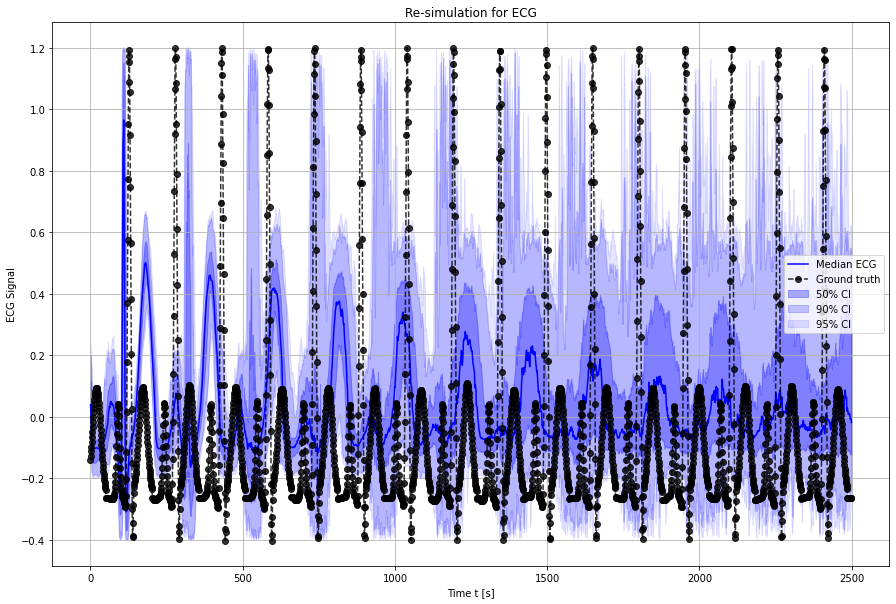 Re-simulation for ECG
ECG Signal
1.2
1.0
0.8
0.6
0.4
0.2
0.0
−0.2
−0.4
Median ECG
Ground truth
50% CI
90% CI
95% CI
0
500
1000
1500
2000
2500
Time t [s]